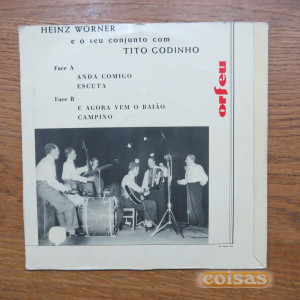 HEINZ WORNER
e o seu conjunto com
TITO GODINHO
Face A
ANDA COMIGO
ESCUTA
Face B
E AGORA VEM O BAIÃO
CAMPINO
orfeu
coisas